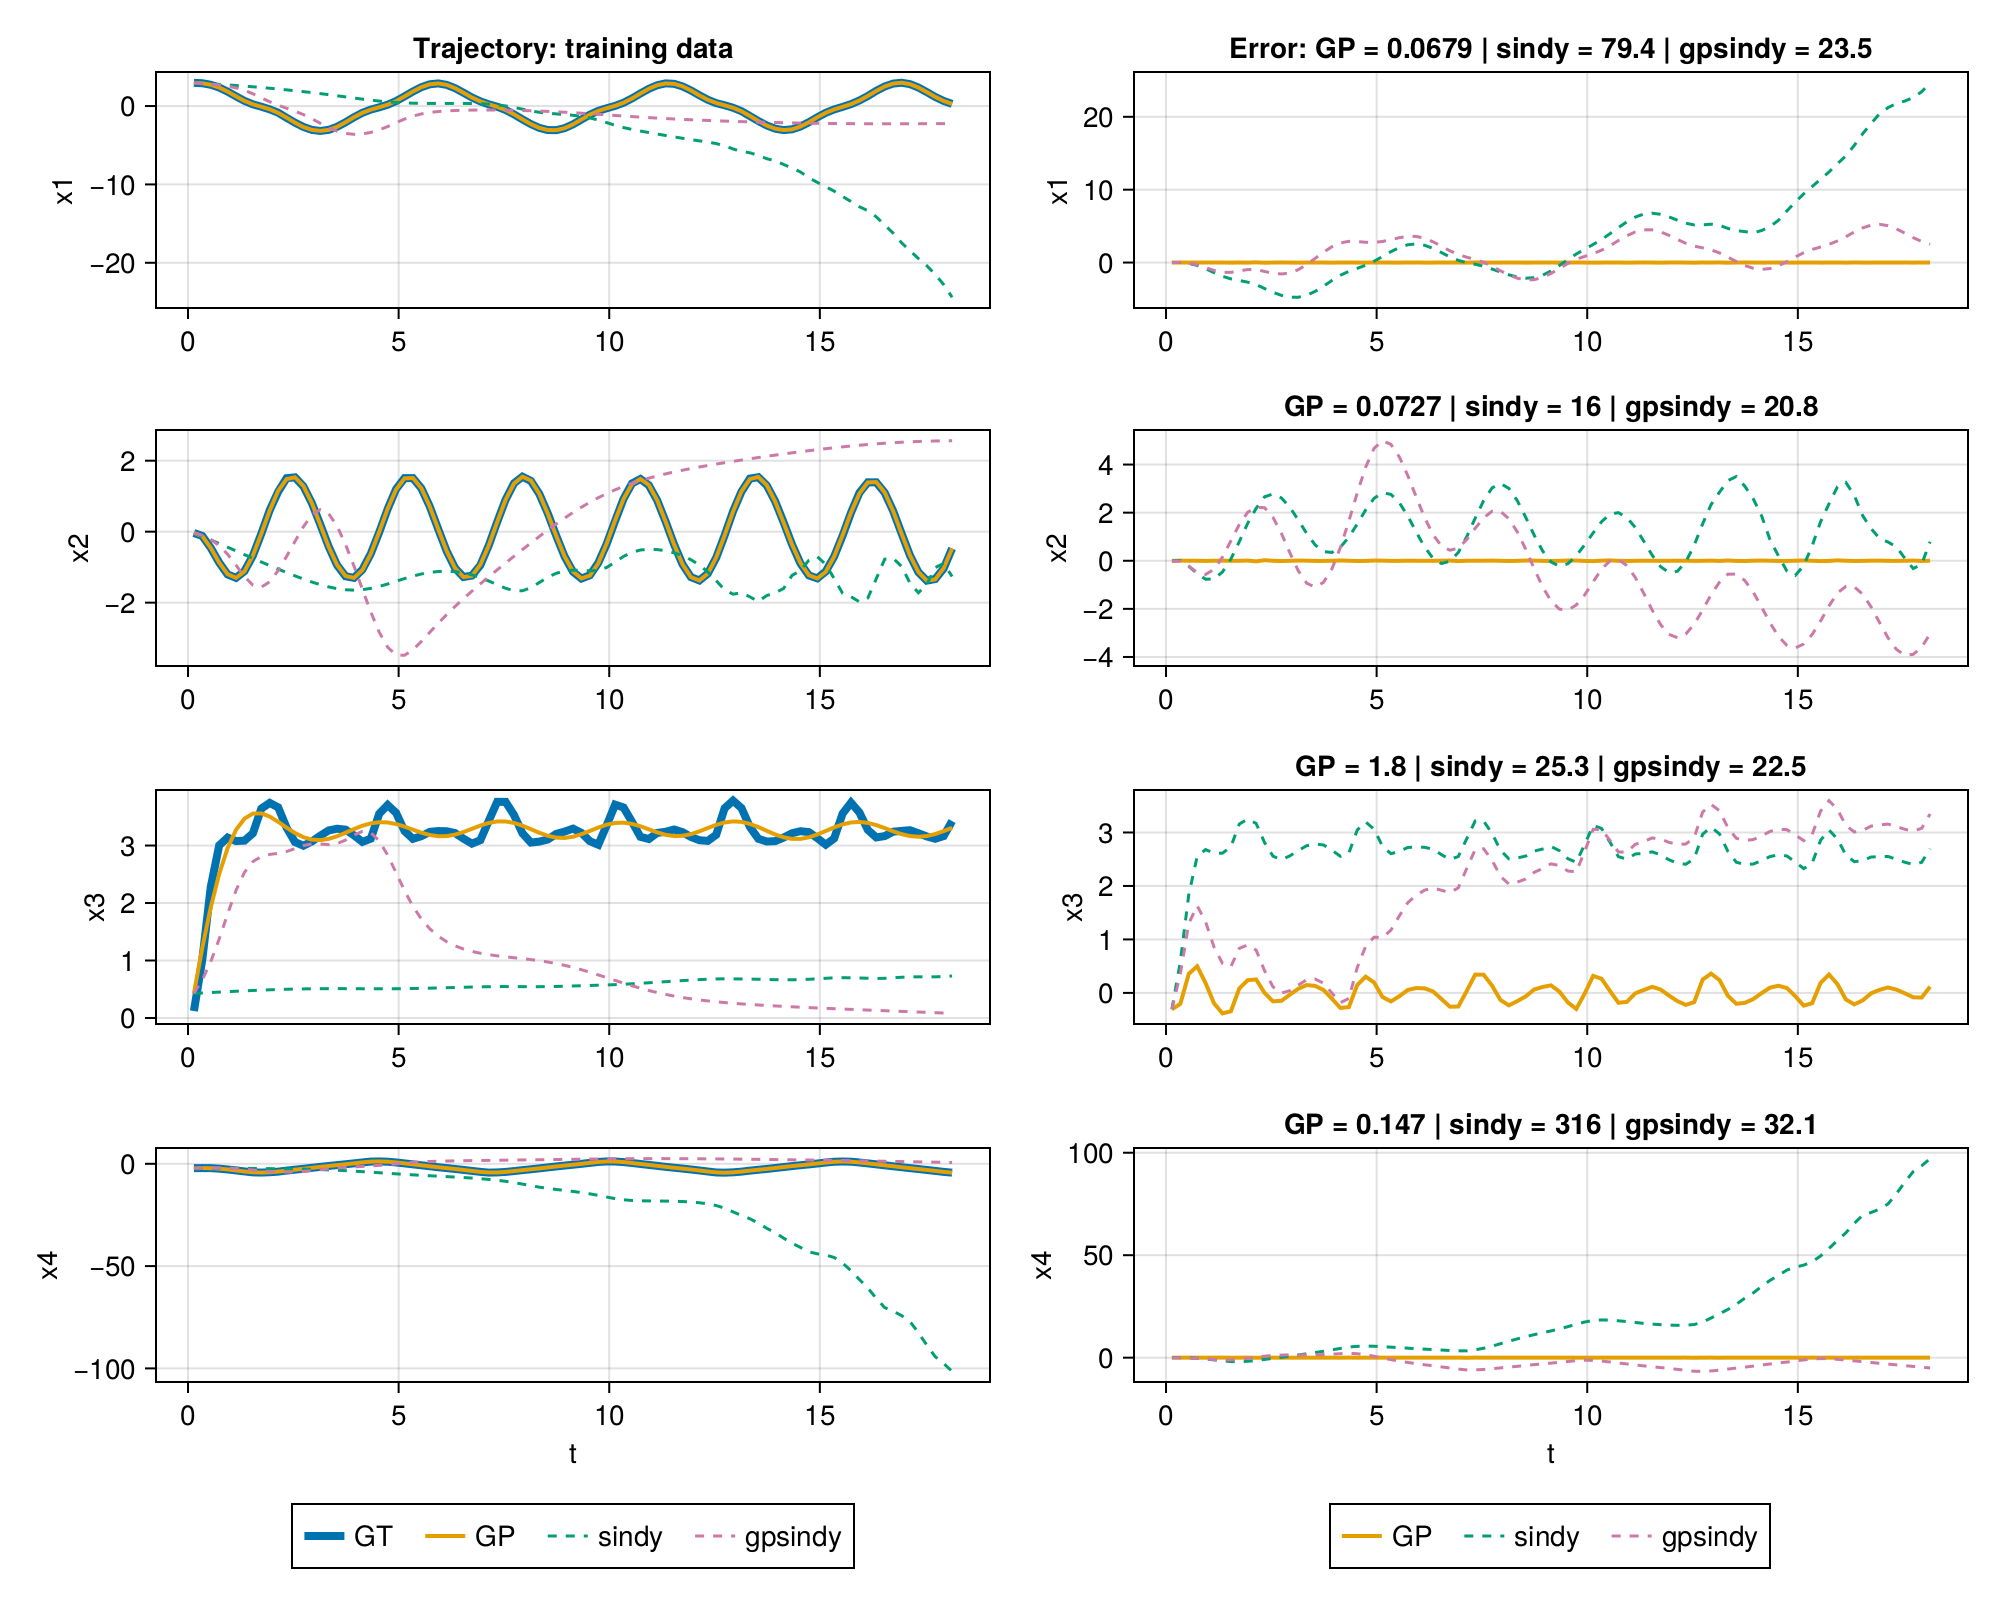 Trajectory: training data
x1
0
−10
−20
0 5 10 15
Error: GP = 0.0679 | sindy = 79.4 | gpsindy = 23.5
x1
20
10
0
0 5 10 15
x2
2
0
−2
0 5 10 15
GP = 0.0727 | sindy = 16 | gpsindy = 20.8
x2
4
2
0
−2
−4
0 5 10 15
x3
3
2
1
0
0 5 10 15
GP = 1.8 | sindy = 25.3 | gpsindy = 22.5
x3
3
2
1
0
0 5 10 15
x4
0
−50
−100
0 5 10 15
t
GP = 0.147 | sindy = 316 | gpsindy = 32.1
x4
100
50
0
0 5 10 15
t
GT GP sindy gpsindy
GP sindy gpsindy